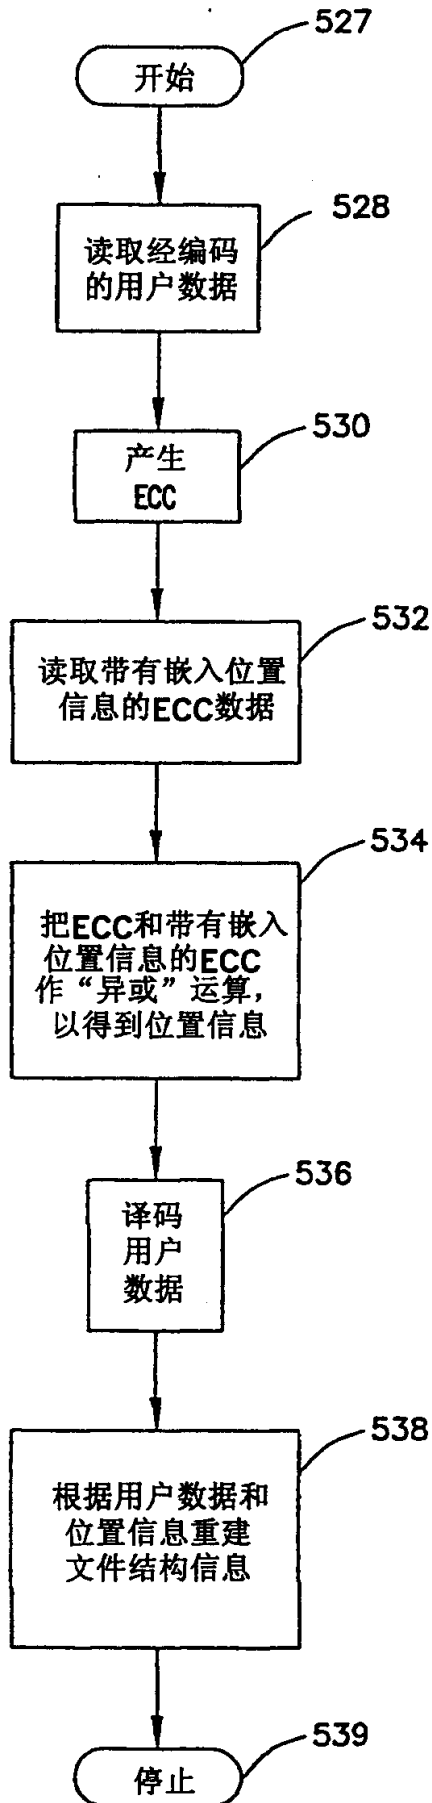 527
开始
528
读取经编码
的用户数据
530
产生
ECC
532
读取带有嵌入位置
信息的ECC数据
534
把ECC和带有嵌入
位置信息的ECC
作“异或”运算，
以得到位置信息
536
译码
用户
数据
538
根据用户数据和
位置信息重建
文件结构信息
539
停止